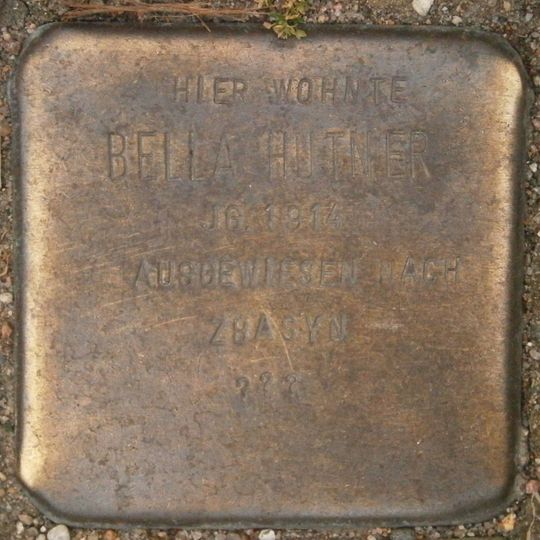 HIER WOHNTE
BELLA HUTNER
JG. 1914
AUSGEWIESEN NACH
ZBASYN
???